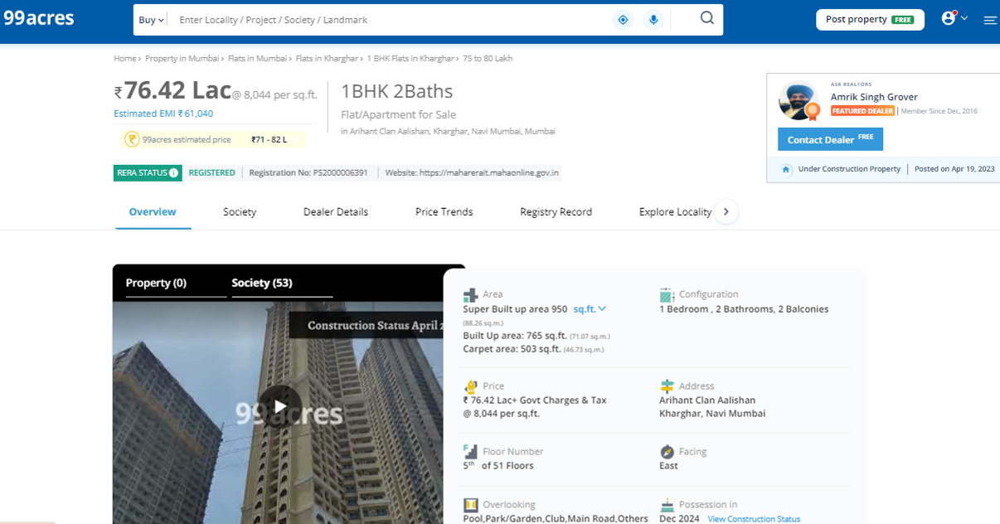 99acres
Buy
Enter Locality / Project / Society / Landmark
Post property FREE
Home › Property in Mumbai › Flats in Mumbai › Flats in Kharghar › 1 BHK Flats in Kharghar › 75 to 80 Lakh
₹ 76.42 Lac @ 8,044 per sq.ft.
Estimated EMI ₹ 61,040
99acres estimated price ₹71 - 82 L
1BHK 2Baths
Flat/Apartment for Sale
in Arihant Clan Aalishan, Kharghar, Navi Mumbai, Mumbai
ASK REALTORS
Amrik Singh Grover
FEATURED DEALER | Member Since Dec, 2016
Contact Dealer FREE
Under Construction Property | Posted on Apr 19, 2023
RERA STATUS REGISTERED | Registration No: P52000006391 | Website: https://maharerait.mahaonline.gov.in
Overview Society Dealer Details Price Trends Registry Record Explore Locality
Property (0) Society (53)
Construction Status April 2
99acres
Area
Super Built up area 950 sq.ft.
(88.26 sq.m.)
Built Up area: 765 sq.ft. (71.07 sq.m.)
Carpet area: 503 sq.ft. (46.73 sq.m.)
Configuration
1 Bedroom , 2 Bathrooms, 2 Balconies
Price
₹ 76.42 Lac+ Govt Charges & Tax
@ 8,044 per sq.ft.
Address
Arihant Clan Aalishan
Kharghar, Navi Mumbai
Floor Number
5th of 51 Floors
Facing
East
Overlooking
Pool,Park/Garden,Club,Main Road,Others
Possession in
Dec 2024 View Construction Status